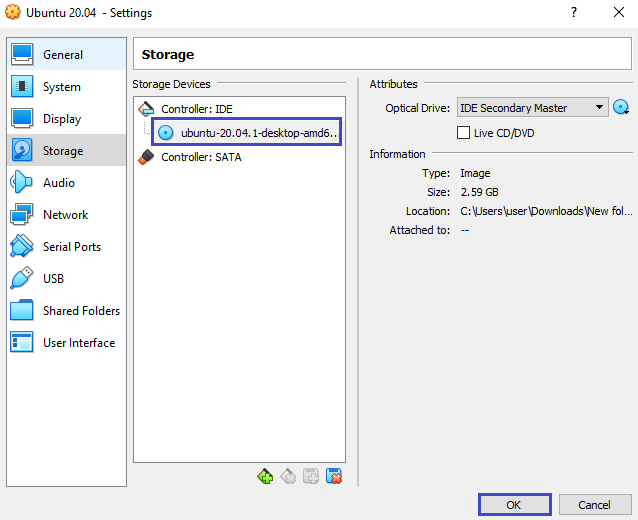 Ubuntu 20.04 - Settings
?
General
System
Display
Storage
Audio
Network
Serial Ports
USB
Shared Folders
User Interface
Storage
Storage Devices
Controller: IDE
ubuntu-20.04.1-desktop-amd6...
Controller: SATA
Attributes
Optical Drive: IDE Secondary Master
Live CD/DVD
Information
Type: Image
Size: 2.59 GB
Location: C:\Users\user\Downloads\New fol...
Attached to: --
OK
Cancel